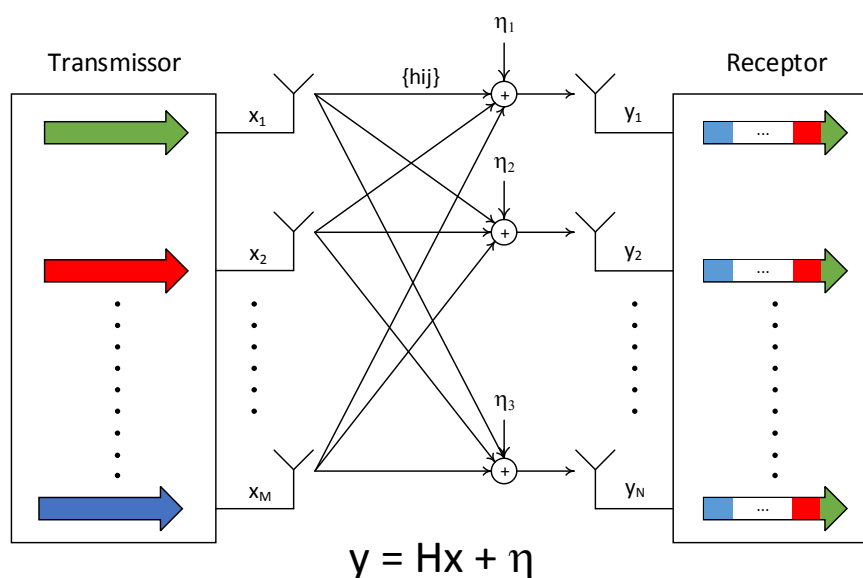 η1
Transmissor
{hij}
Receptor
x1
+
y1
...
η2
x2
+
y2
...
η3
xM
+
yN
...
y = Hx + η